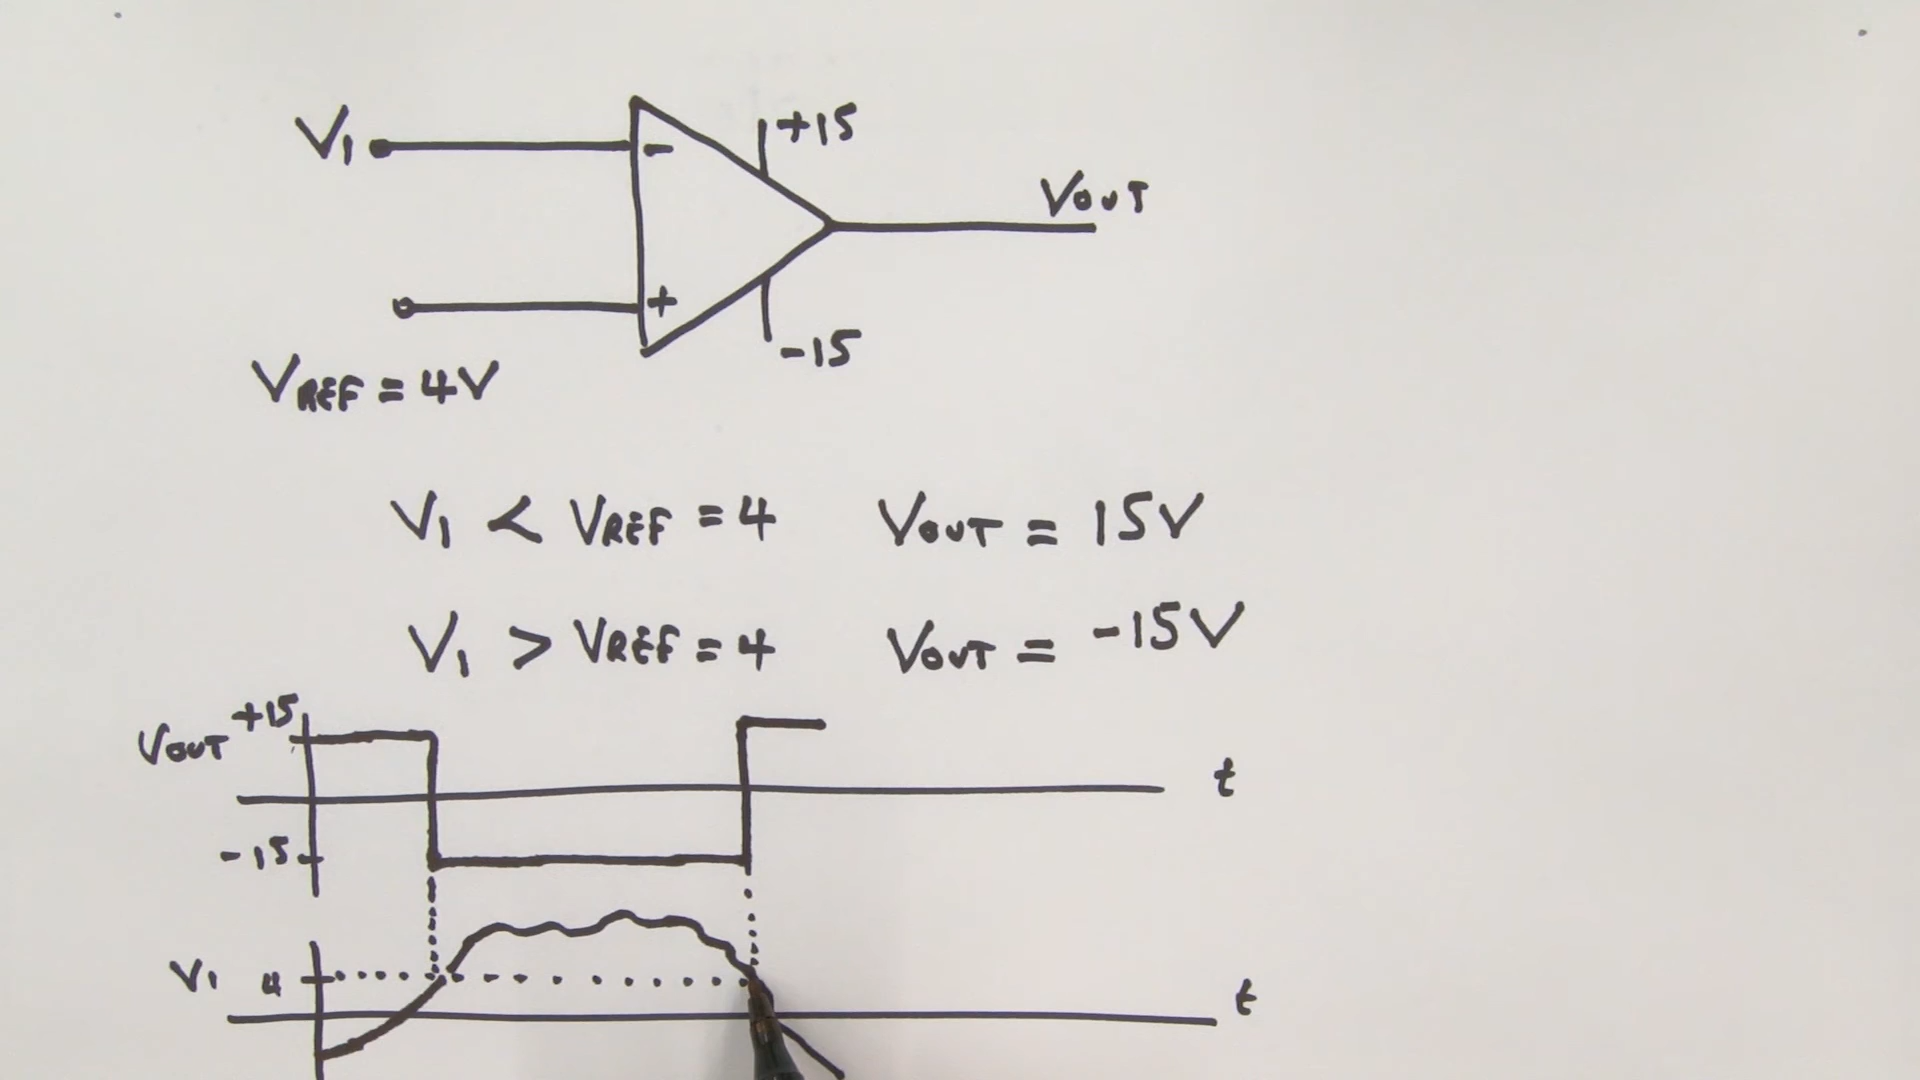 V1
-
+15
VOUT
+
-15
VREF = 4V
V1 < VREF = 4 VOUT = 15V
V1 > VREF = 4 VOUT = -15V
VOUT +15
t
-15
V1 4
t